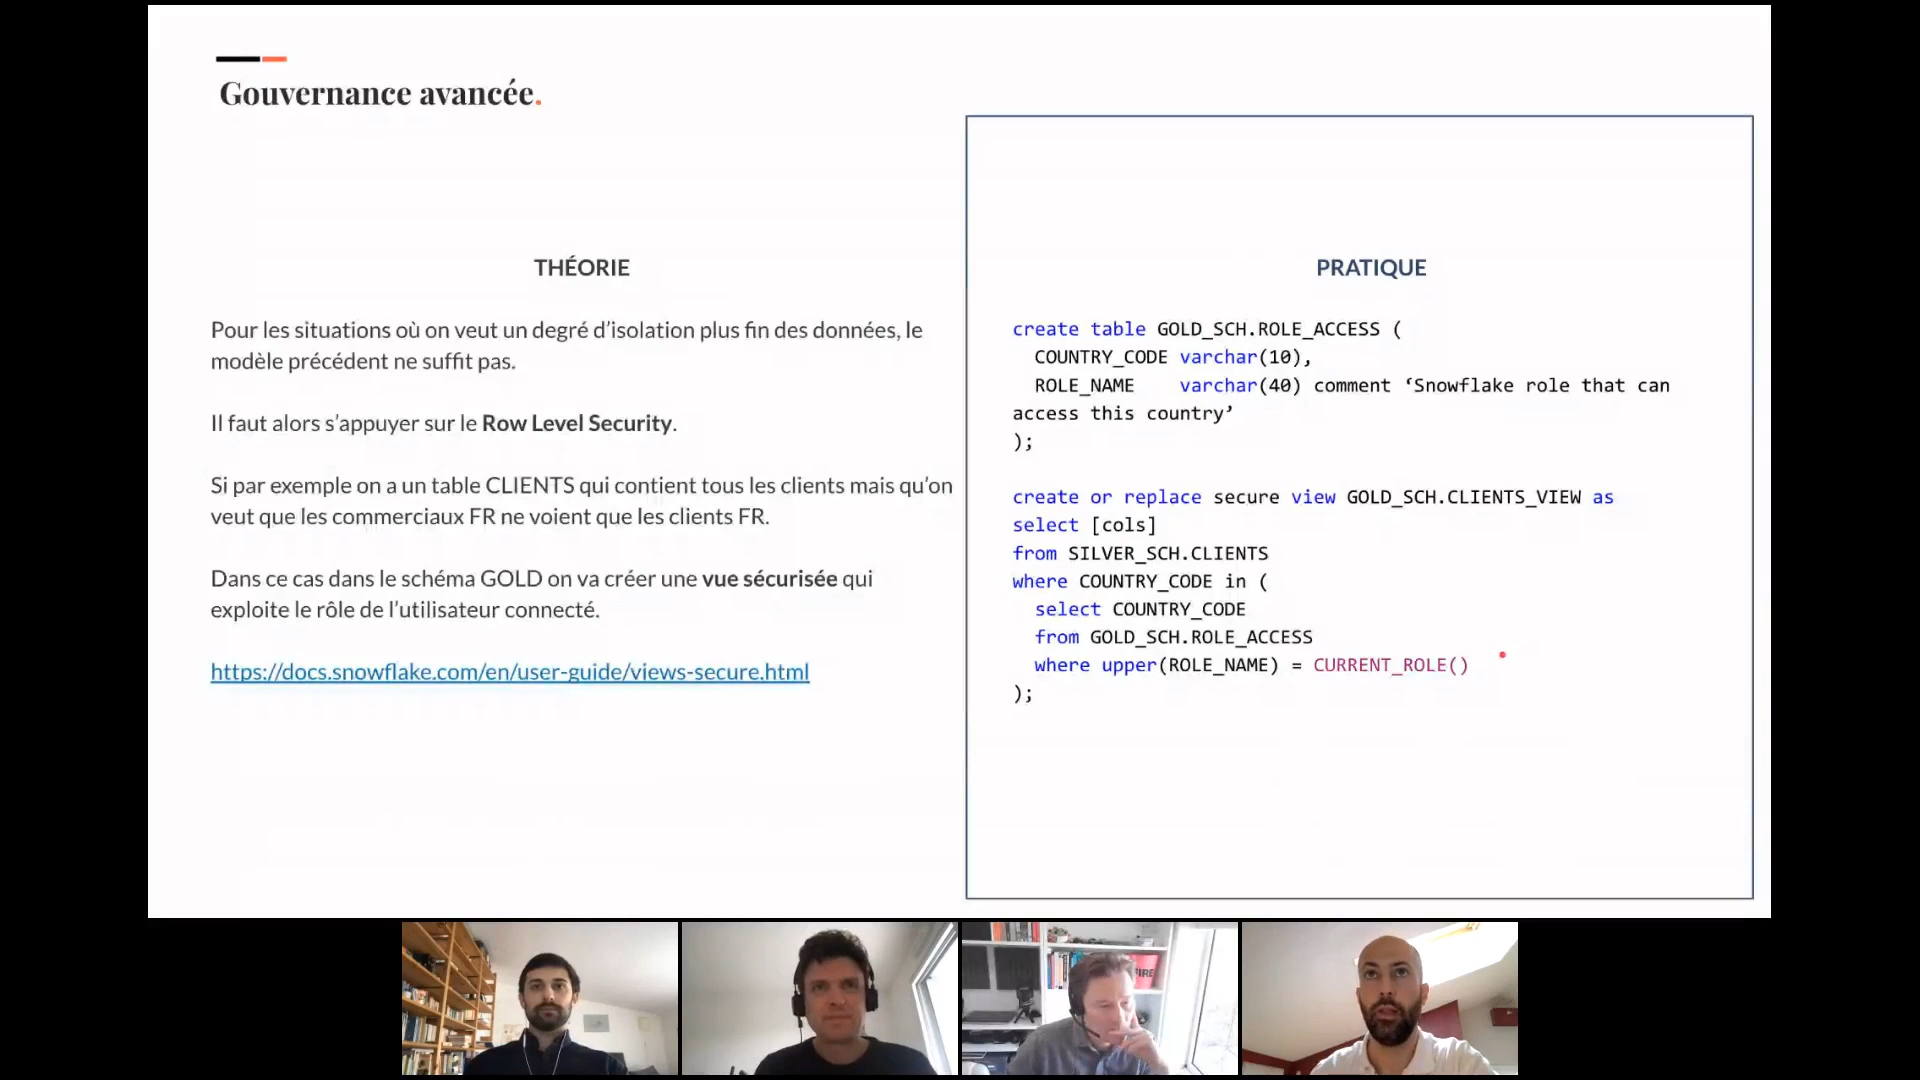 Gouvernance avancée.
THÉORIE
Pour les situations où on veut un degré d’isolation plus fin des données, le
modèle précédent ne suffit pas.
Il faut alors s’appuyer sur le Row Level Security.
Si par exemple on a un table CLIENTS qui contient tous les clients mais qu’on
veut que les commerciaux FR ne voient que les clients FR.
Dans ce cas dans le schéma GOLD on va créer une vue sécurisée qui
exploite le rôle de l’utilisateur connecté.
https://docs.snowflake.com/en/user-guide/views-secure.html
PRATIQUE
create table GOLD_SCH.ROLE_ACCESS (
COUNTRY_CODE varchar(10),
ROLE_NAME    varchar(40) comment ‘Snowflake role that can
access this country’
);
create or replace secure view GOLD_SCH.CLIENTS_VIEW as
select [cols]
from SILVER_SCH.CLIENTS
where COUNTRY_CODE in (
select COUNTRY_CODE
from GOLD_SCH.ROLE_ACCESS
where upper(ROLE_NAME) = CURRENT_ROLE()
);